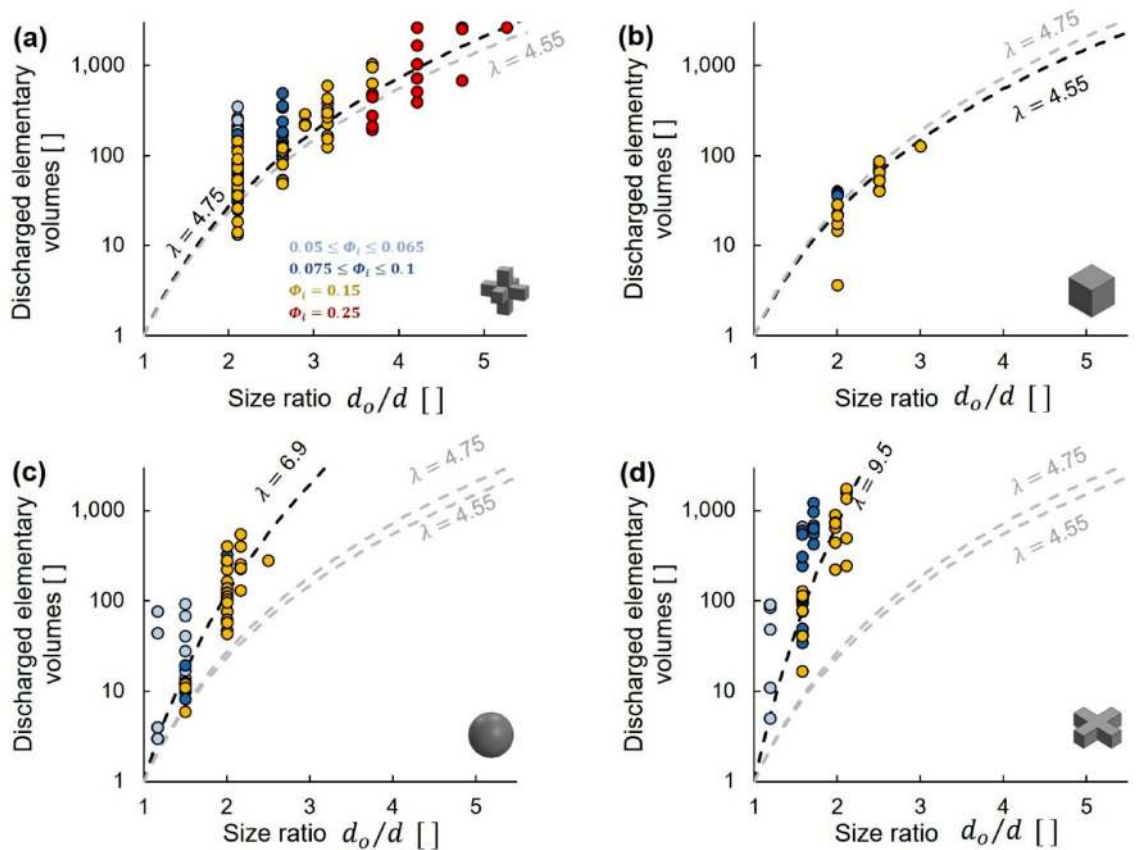 (a)
Discharged elementary
volumes [ ]
1,000
100
10
1
λ = 4.75
λ = 4.55
0.05 ≤ Φᵢ ≤ 0.065
0.075 ≤ Φᵢ ≤ 0.1
Φᵢ = 0.15
Φᵢ = 0.25
1 2 3 4 5
Size ratio dₒ/d [ ]
(b)
Discharged elementry
volumes [ ]
1,000
100
10
1
λ = 4.75
λ = 4.55
1 2 3 4 5
Size ratio dₒ/d [ ]
(c)
Discharged elementary
volumes [ ]
1,000
100
10
1
λ = 6.9
λ = 4.75
λ = 4.55
1 2 3 4 5
Size ratio dₒ/d [ ]
(d)
Discharged elementary
volumes [ ]
1,000
100
10
1
λ = 9.5
λ = 4.75
λ = 4.55
1 2 3 4 5
Size ratio dₒ/d [ ]